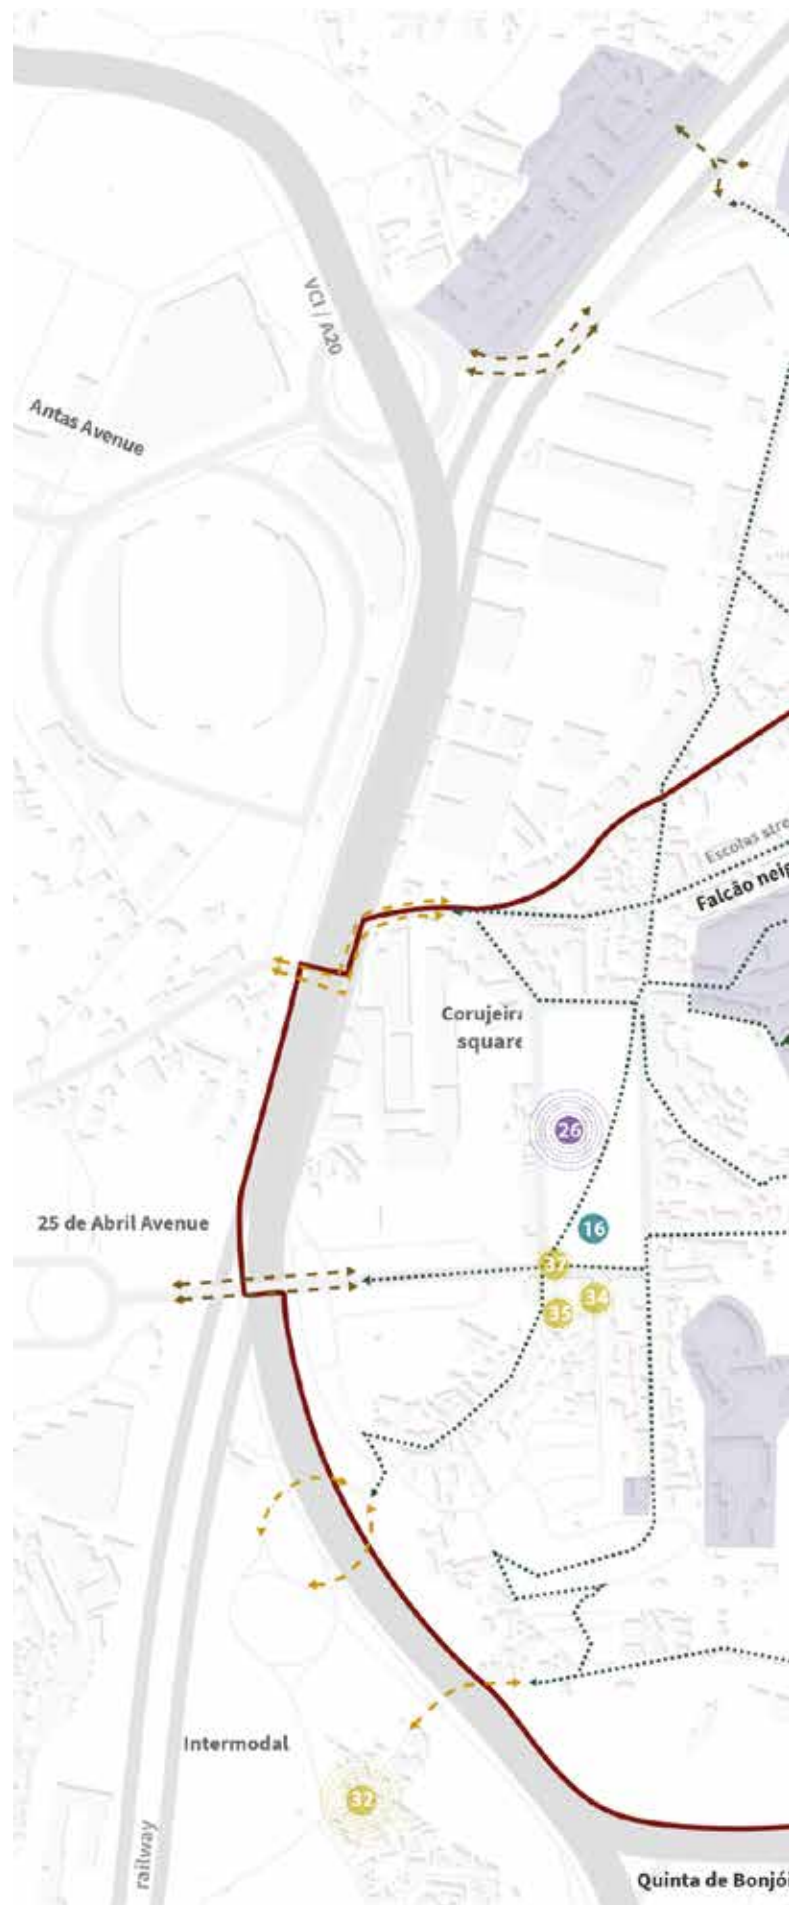 VCI / A20
Antas Avenue
Escolas stre
Falcão neig
Corujeira
square
26
25 de Abril Avenue
16
37
34
35
Intermodal
32
railway
Quinta de Bonjói